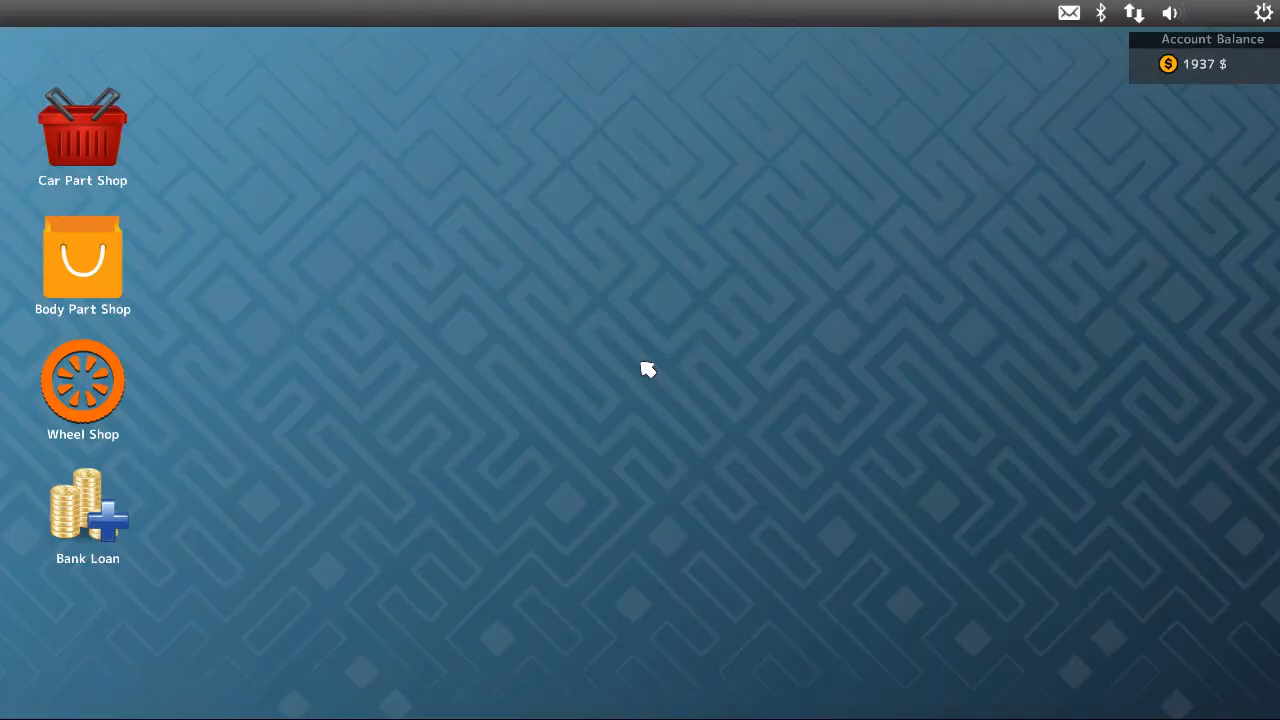 Account Balance
1937 $
Car Part Shop
Body Part Shop
Wheel Shop
Bank Loan